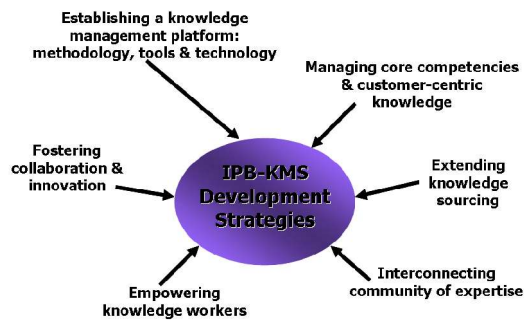 Establishing a knowledge
management platform:
methodology, tools & technology
Managing core competencies
& customer-centric
knowledge
Fostering
collaboration &
innovation
IPB-KMS
Development
Strategies
Extending
knowledge
sourcing
Empowering
knowledge workers
Interconnecting
community of expertise